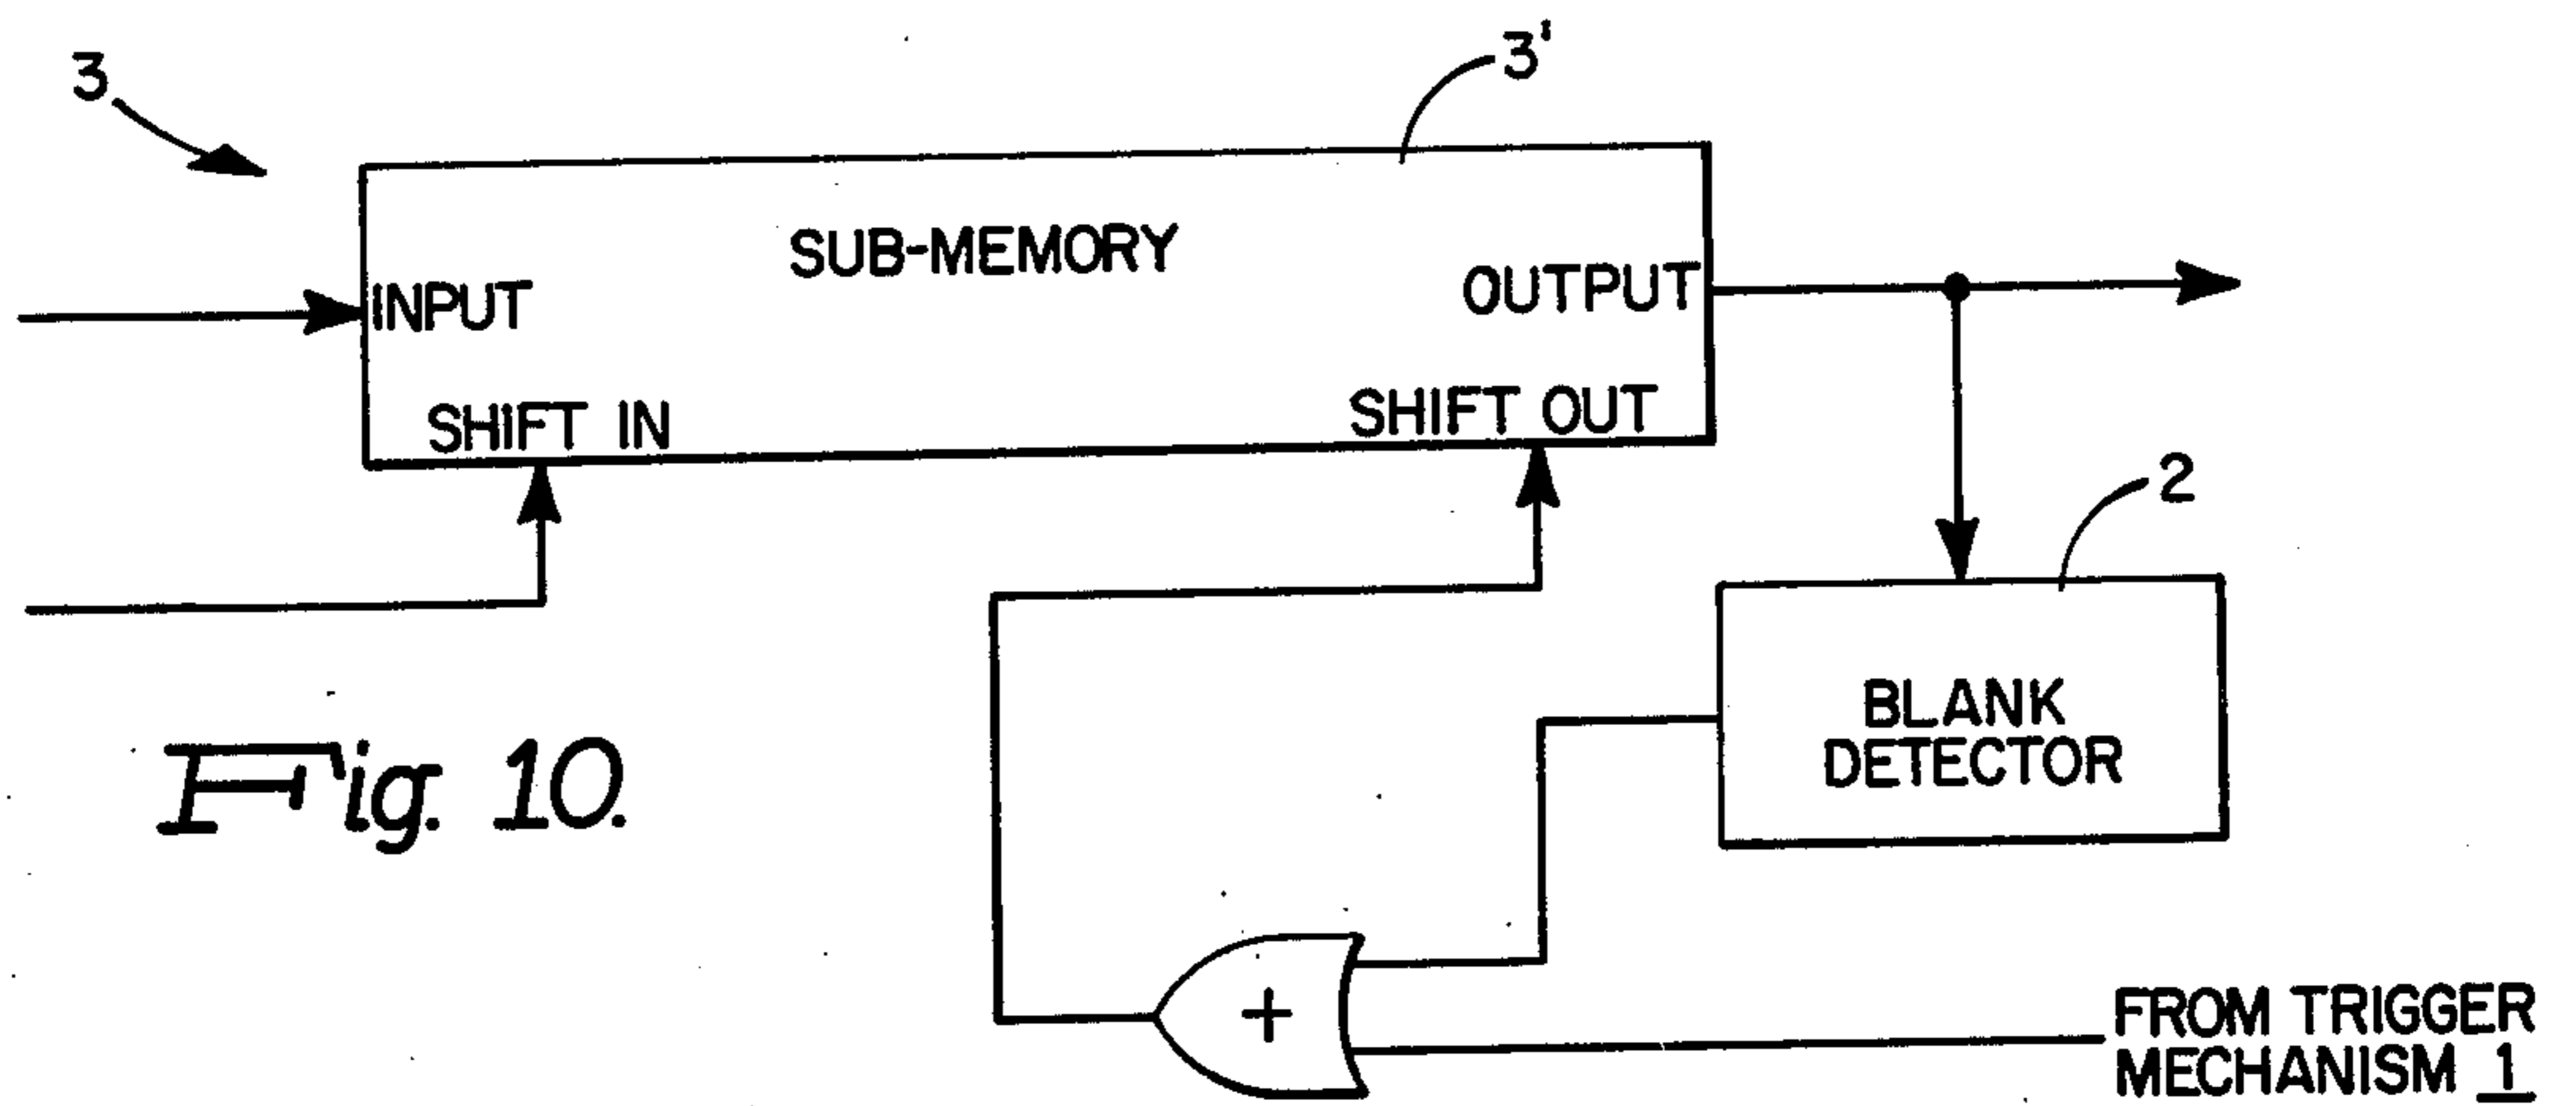 3
3'
SUB-MEMORY
INPUT
OUTPUT
SHIFT IN
SHIFT OUT
2
BLANK
DETECTOR
Fig. 10.
+
FROM TRIGGER
MECHANISM 1